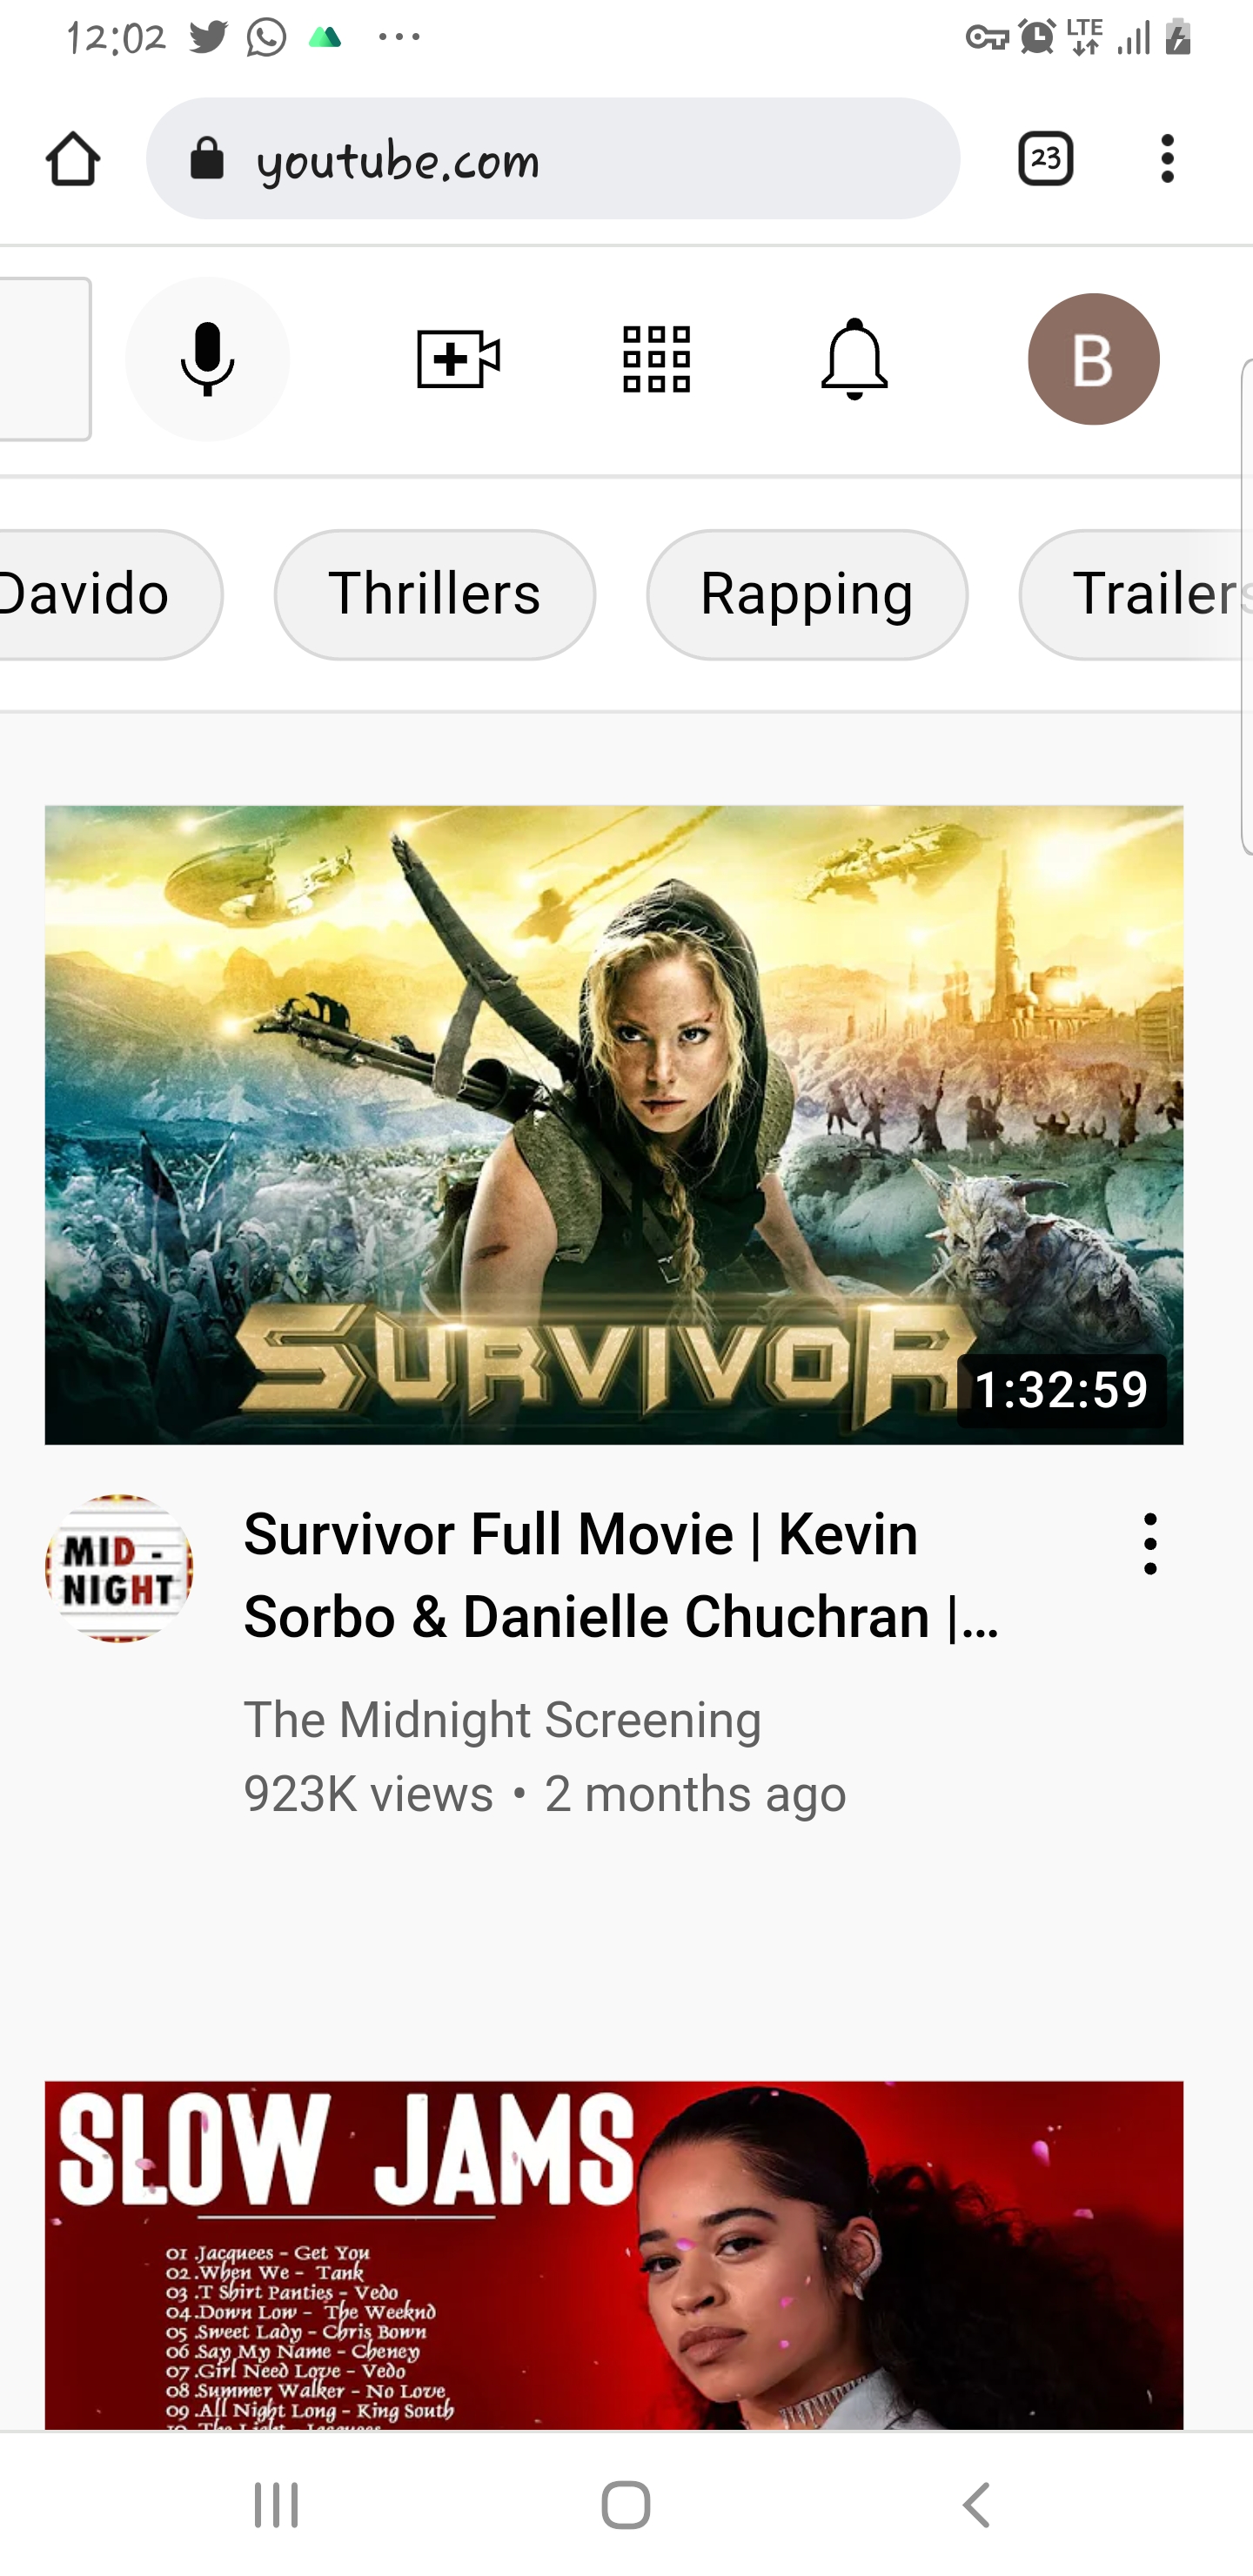 12:02
LTE
youtube.com
23
B
Davido
Thrillers
Rapping
Trailers
SURVIVOR
1:32:59
MID-
NIGHT
Survivor Full Movie | Kevin
Sorbo & Danielle Chuchran |...
The Midnight Screening
923K views • 2 months ago
SLOW JAMS
01 .Jacquees - Get You
02 .When We - Tank
03 .T Shirt Panties - Vedo
04 .Down Low - The Weeknd
05 .Sweet Lady - Chris Bown
06 .Say My Name - Cheney
07 .Girl Need Love - Vedo
08 .Summer Walker - No Love
09 .All Night Long - King South
10 .The Light - Jacquees